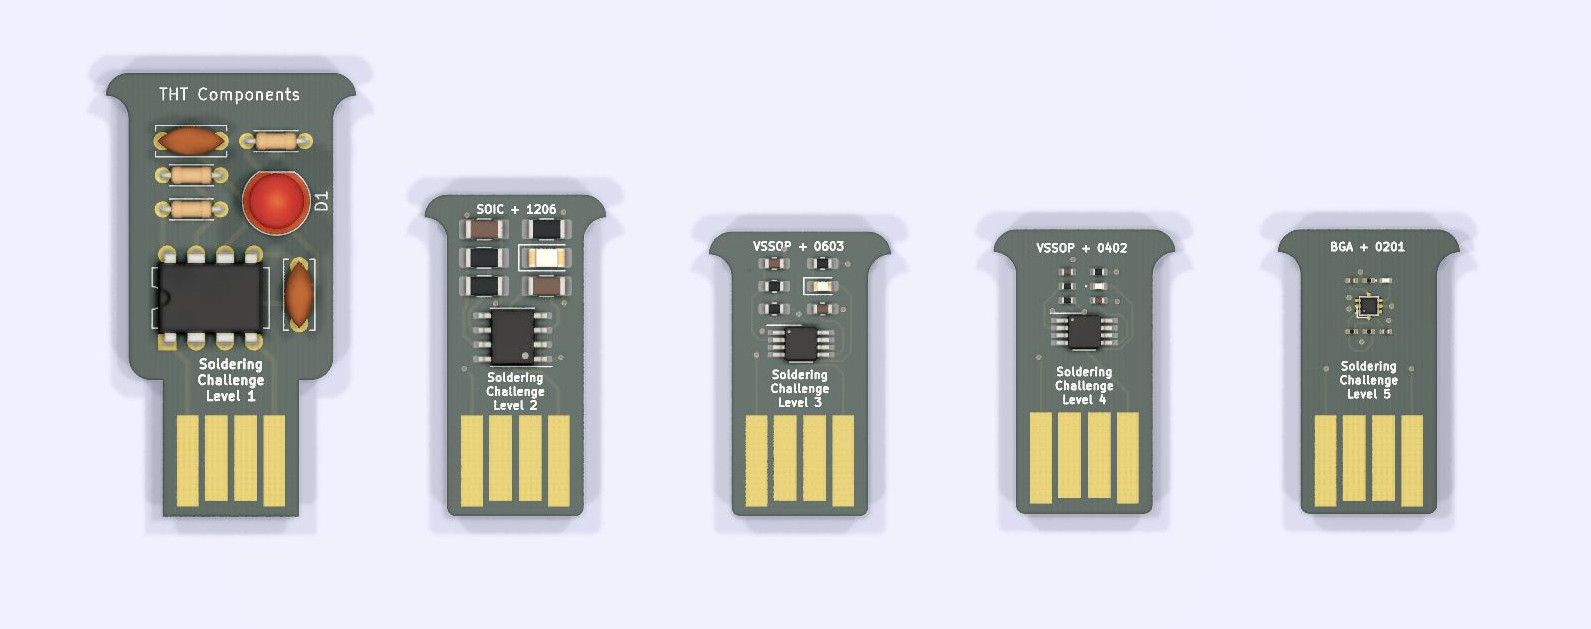 THT Components
D1
Soldering
Challenge
Level 1
SOIC + 1206
Soldering
Challenge
Level 2
VSSOP + 0603
Soldering
Challenge
Level 3
VSSOP + 0402
Soldering
Challenge
Level 4
BGA + 0201
Soldering
Challenge
Level 5